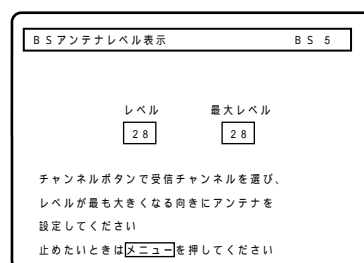 BSアンテナレベル表示 BS 5
レベル 最大レベル
28 28
チャンネルボタンで受信チャンネルを選び、
レベルが最も大きくなる向きにアンテナを
設定してください
止めたいときはメニューを押してください